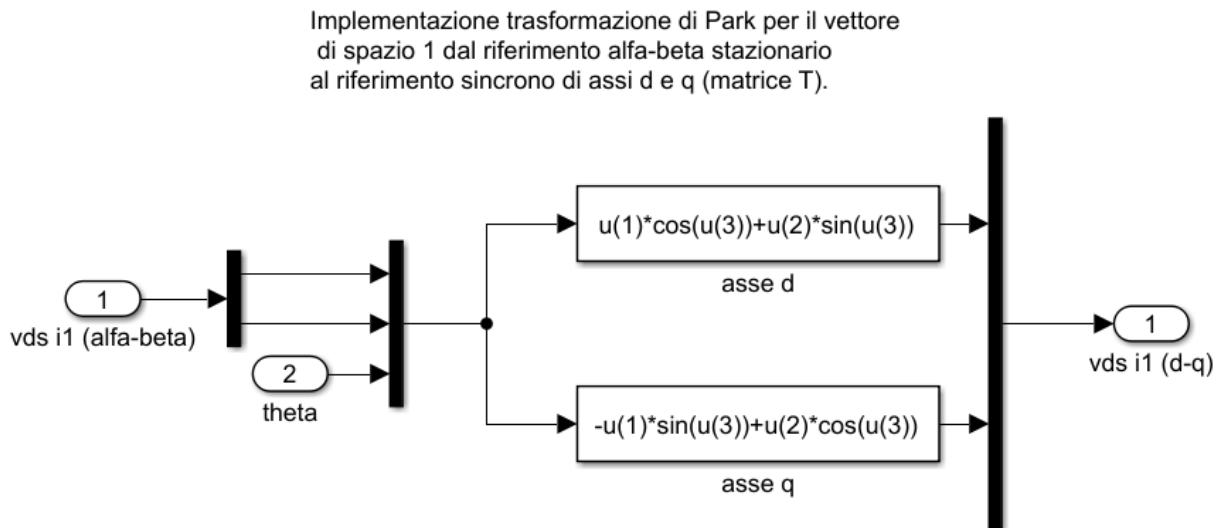 Implementazione trasformazione di Park per il vettore
di spazio 1 dal riferimento alfa-beta stazionario
al riferimento sincrono di assi d e q (matrice T).
u(1)*cos(u(3))+u(2)*sin(u(3))
asse d
1
vds i1 (alfa-beta)
2
theta
1
vds i1 (d-q)
-u(1)*sin(u(3))+u(2)*cos(u(3))
asse q